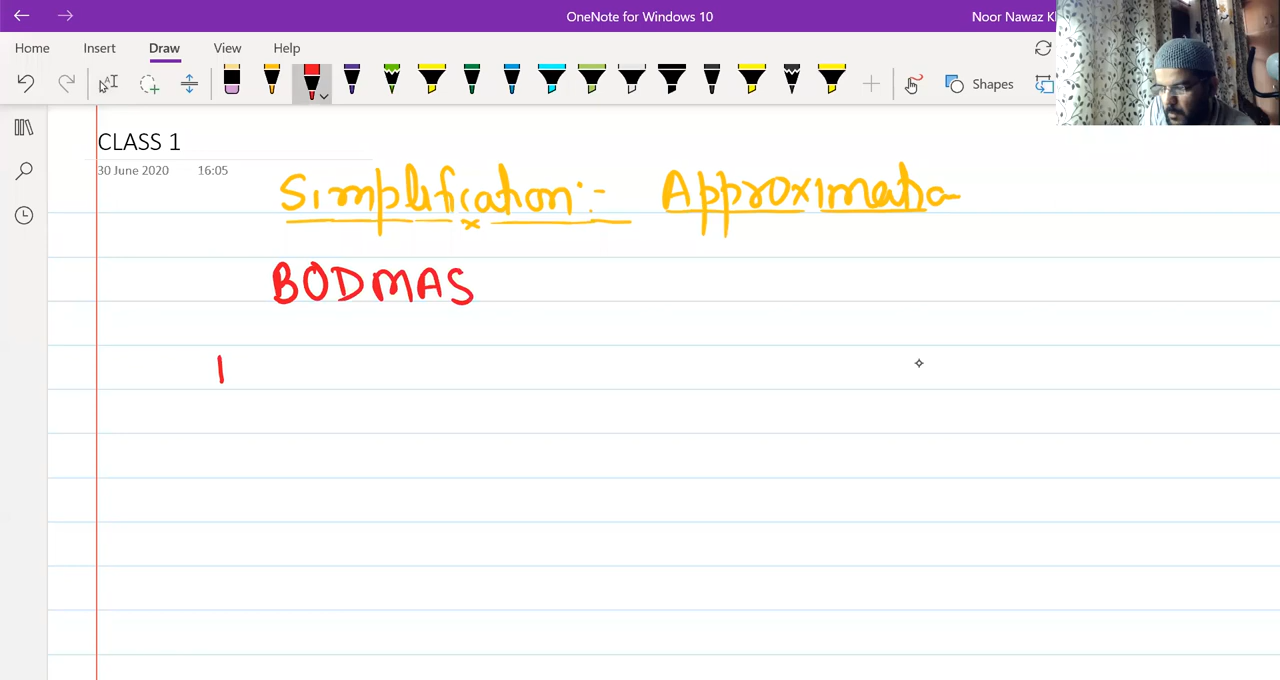 OneNote for Windows 10
Noor Nawaz K
Home Insert Draw View Help
Shapes
CLASS 1
30 June 2020 16:05
Simplification:- Approximatio
BODMAS
1